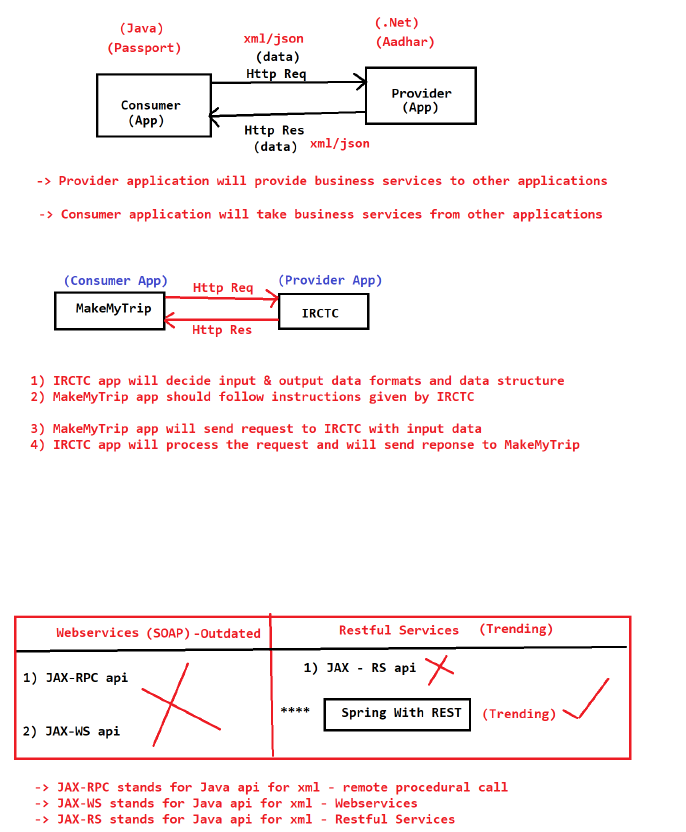 (Java)
(Passport)
xml/json
(data)
Http Req
(.Net)
(Aadhar)
Consumer
(App)
Provider
(App)
Http Res
(data)
xml/json
-> Provider application will provide business services to other applications
-> Consumer application will take business services from other applications
(Consumer App)
Http Req
(Provider App)
MakeMyTrip
IRCTC
Http Res
1) IRCTC app will decide input & output data formats and data structure
2) MakeMyTrip app should follow instructions given by IRCTC
3) MakeMyTrip app will send request to IRCTC with input data
4) IRCTC app will process the request and will send reponse to MakeMyTrip
Webservices (SOAP) -Outdated
Restful Services (Trending)
1) JAX-RPC api
2) JAX-WS api
1) JAX - RS api
**** Spring With REST (Trending)
-> JAX-RPC stands for Java api for xml - remote procedural call
-> JAX-WS stands for Java api for xml - Webservices
-> JAX-RS stands for Java api for xml - Restful Services